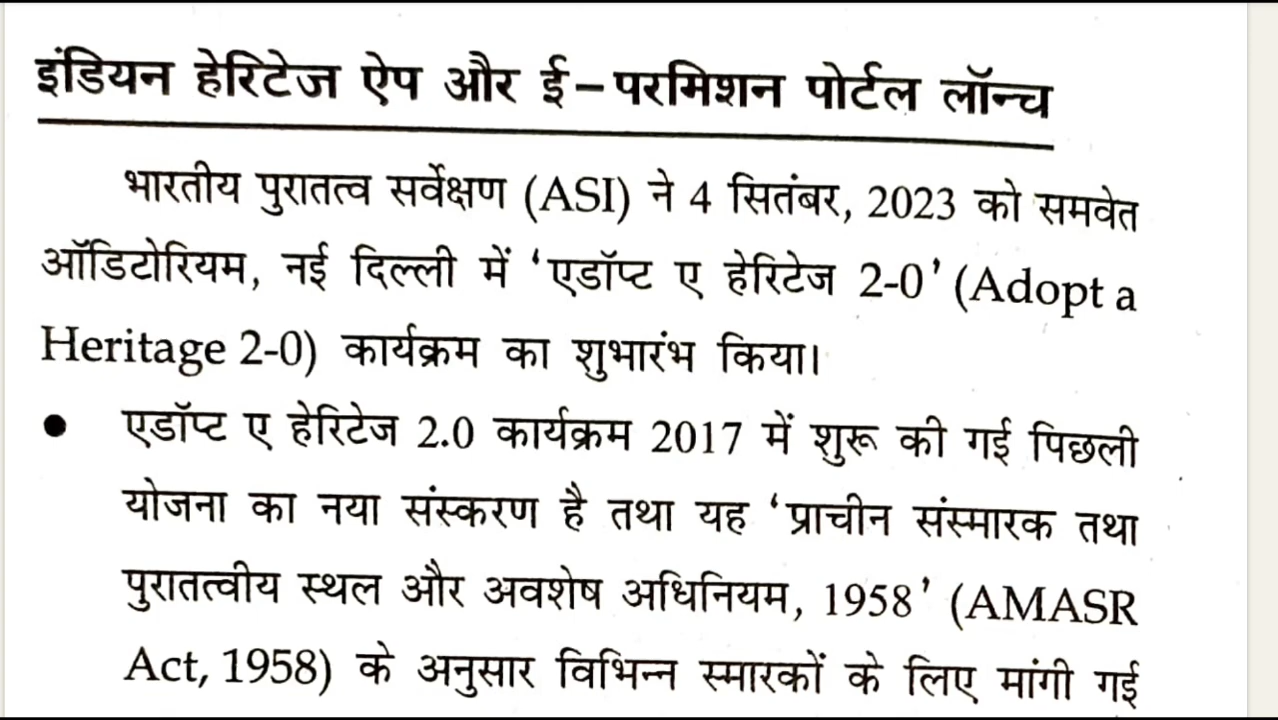 इंडियन हेरिटेज ऐप और ई-परमिशन पोर्टल लॉन्च
भारतीय पुरातत्व सर्वेक्षण (ASI) ने 4 सितंबर, 2023 को समवेत
ऑडिटोरियम, नई दिल्ली में ‘एडॉप्ट ए हेरिटेज 2-0’ (Adopt a
Heritage 2-0) कार्यक्रम का शुभारंभ किया।
● एडॉप्ट ए हेरिटेज 2.0 कार्यक्रम 2017 में शुरू की गई पिछली
योजना का नया संस्करण है तथा यह ‘प्राचीन संस्मारक तथा
पुरातत्वीय स्थल और अवशेष अधिनियम, 1958’ (AMASR
Act, 1958) के अनुसार विभिन्न स्मारकों के लिए मांगी गई